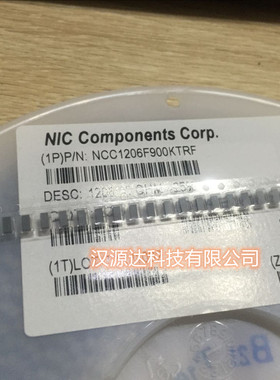 NIC Components Corp.
(1P)P/N: NCC1206F900KTRF
DESC:
(1T)LO
汉源达科技有限公司